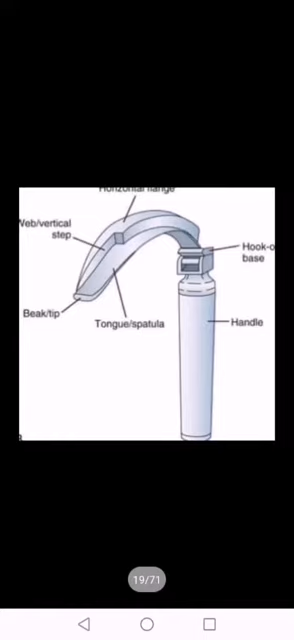 Horizontal flange
Web/vertical
step
Hook-o
base
Beak/tip
Tongue/spatula
Handle
19/71